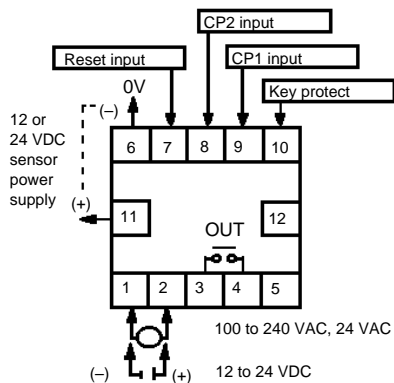 CP2 input
Reset input
CP1 input
0V
Key protect
(–)
12 or
24 VDC
sensor
power
supply
(+)
6 7 8 9 10
11
12
OUT
1 2 3 4 5
100 to 240 VAC, 24 VAC
(–)
(+)
12 to 24 VDC